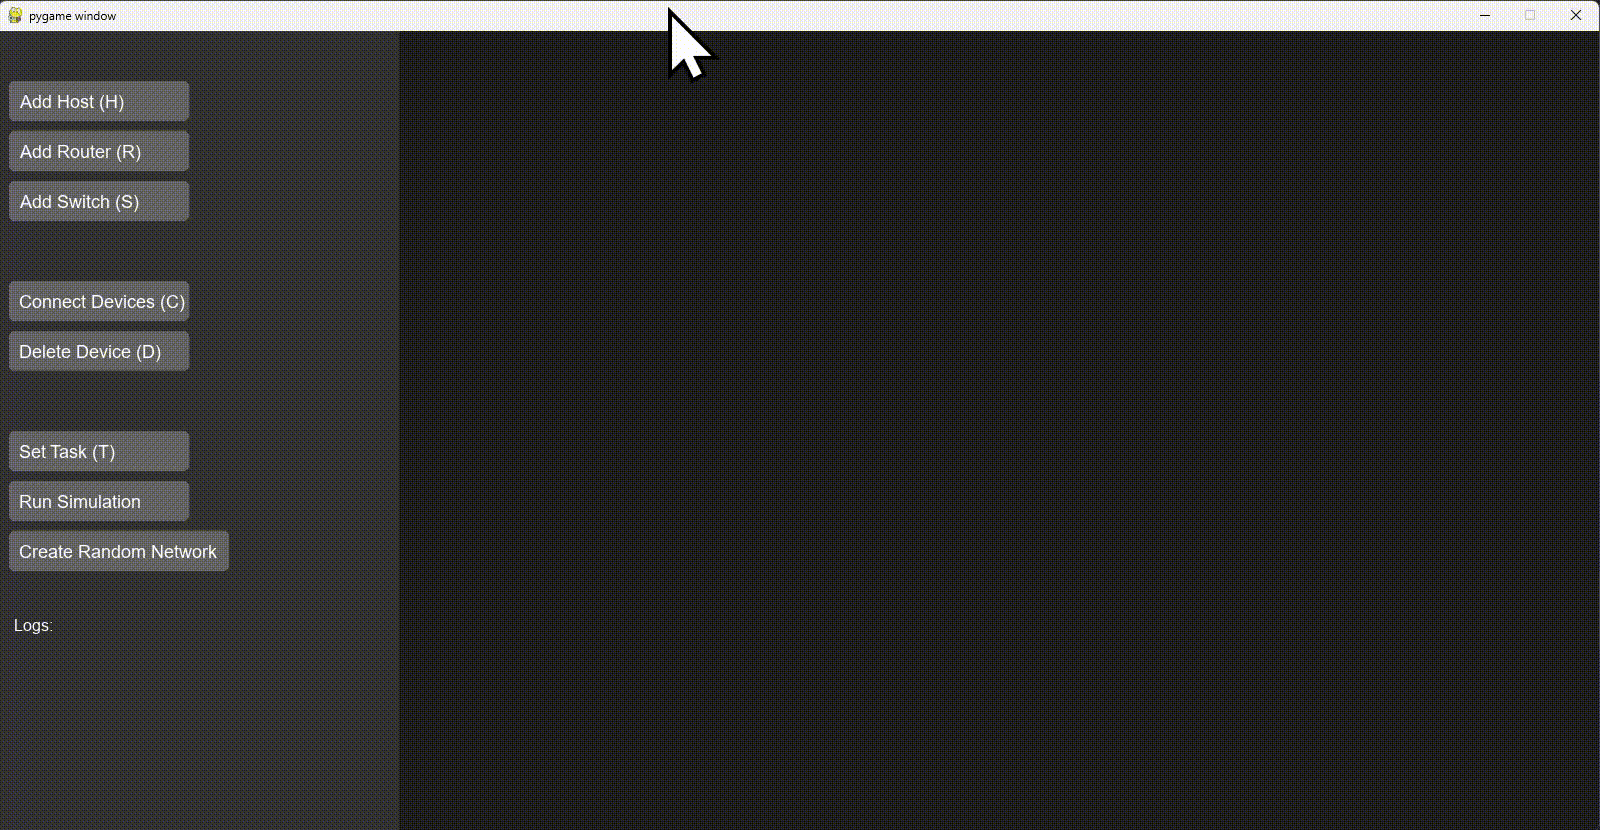 pygame window
Add Host (H)
Add Router (R)
Add Switch (S)
Connect Devices (C)
Delete Device (D)
Set Task (T)
Run Simulation
Create Random Network
Logs: